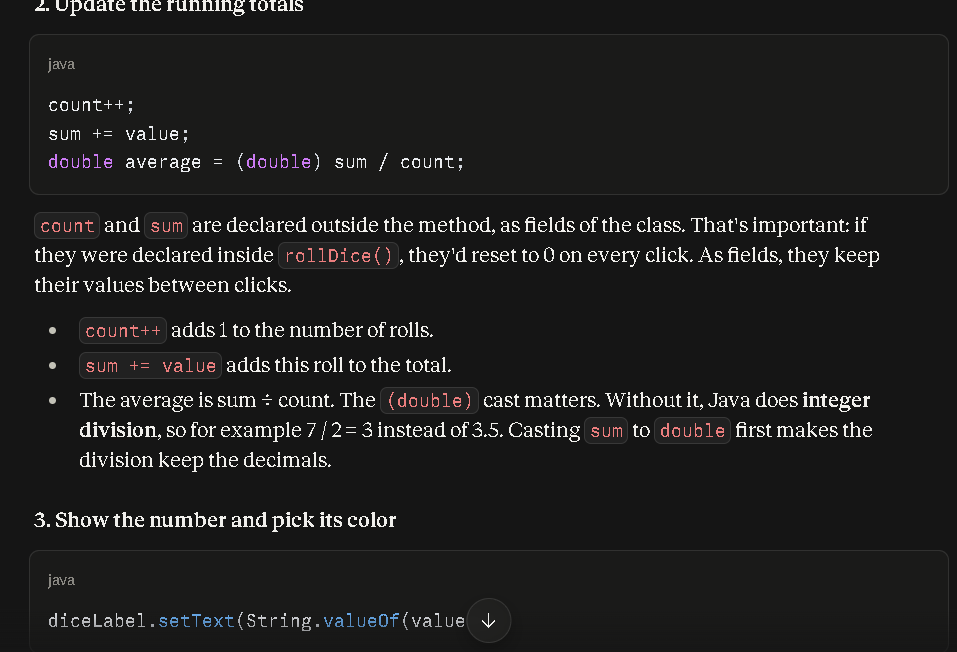 2. Update the running totals
java
count++;
sum += value;
double average = (double) sum / count;
count and sum are declared outside the method, as fields of the class. That's important: if
they were declared inside rollDice(), they'd reset to 0 on every click. As fields, they keep
their values between clicks.
• count++ adds 1 to the number of rolls.
• sum += value adds this roll to the total.
• The average is sum ÷ count. The (double) cast matters. Without it, Java does integer
division, so for example 7 / 2 = 3 instead of 3.5. Casting sum to double first makes the
division keep the decimals.
3. Show the number and pick its color
java
diceLabel.setText(String.valueOf(value